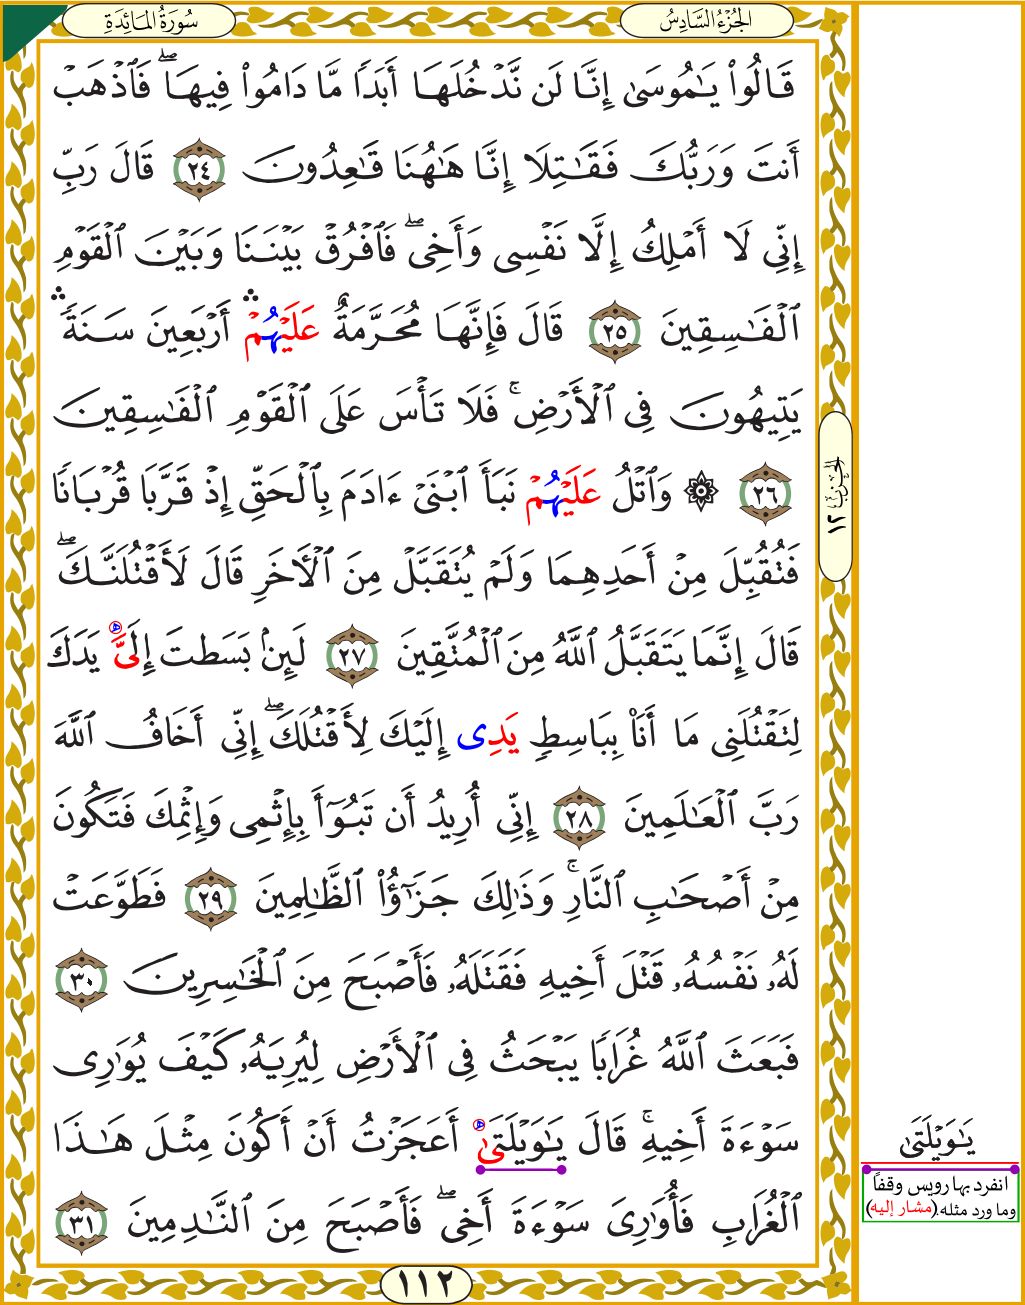 سُورَةُ المَائِدَةِ
الجُزْءُ السَّادِسُ
قَالُوا۟ يَـٰمُوسَىٰ إِنَّا لَن نَّدْخُلَهَا أَبَدًا مَّا دَامُوا۟ فِيهَا ۖ فَٱذْهَبْ
أَنتَ وَرَبُّكَ فَقَـٰتِلَا إِنَّا هَـٰهُنَا قَـٰعِدُونَ ٢٤ قَالَ رَبِّ
إِنِّى لَا أَمْلِكُ إِلَّا نَفْسِى وَأَخِى ۖ فَٱفْرُقْ بَيْنَنَا وَبَيْنَ ٱلْقَوْمِ
ٱلْفَـٰسِقِينَ ٢٥ قَالَ فَإِنَّهَا مُحَرَّمَةٌ عَلَيْهُمْ ۛ أَرْبَعِينَ سَنَةً ۛ
يَتِيهُونَ فِى ٱلْأَرْضِ ۚ فَلَا تَأْسَ عَلَى ٱلْقَوْمِ ٱلْفَـٰسِقِينَ
٢٦ ۞ وَٱتْلُ عَلَيْهُمْ نَبَأَ ٱبْنَىْ ءَادَمَ بِٱلْحَقِّ إِذْ قَرَّبَا قُرْبَانًا
فَتُقُبِّلَ مِنْ أَحَدِهِمَا وَلَمْ يُتَقَبَّلْ مِنَ ٱلْأَخَرِ قَالَ لَأَقْتُلَنَّكَ ۖ
قَالَ إِنَّمَا يَتَقَبَّلُ ٱللَّهُ مِنَ ٱلْمُتَّقِينَ ٢٧ لَئِنۢ بَسَطتَ إِلَىَّ يَدَكَ
لِتَقْتُلَنِى مَا أَنَا۠ بِبَاسِطٍ يَدِى إِلَيْكَ لِأَقْتُلَكَ ۖ إِنِّى أَخَافُ ٱللَّهَ
رَبَّ ٱلْعَـٰلَمِينَ ٢٨ إِنِّى أُرِيدُ أَن تَبُوٓأَ بِإِثْمِى وَإِثْمِكَ فَتَكُونَ
مِنْ أَصْحَـٰبِ ٱلنَّارِ ۚ وَذَٰلِكَ جَزَٰٓؤُا۟ ٱلظَّـٰلِمِينَ ٢٩ فَطَوَّعَتْ
لَهُۥ نَفْسُهُۥ قَتْلَ أَخِيهِ فَقَتَلَهُۥ فَأَصْبَحَ مِنَ ٱلْخَـٰسِرِينَ ٣٠
فَبَعَثَ ٱللَّهُ غُرَابًا يَبْحَثُ فِى ٱلْأَرْضِ لِيُرِيَهُۥ كَيْفَ يُوَٰرِى
سَوْءَةَ أَخِيهِ ۚ قَالَ يَـٰوَيْلَتَىٰ أَعَجَزْتُ أَنْ أَكُونَ مِثْلَ هَـٰذَا
ٱلْغُرَابِ فَأُوَٰرِىَ سَوْءَةَ أَخِى ۖ فَأَصْبَحَ مِنَ ٱلنَّـٰدِمِينَ ٣١
الحِزْبُ ١٢
يَـٰوَيْلَتَىٰ
انفرد بها رويس وقفاً
وما ورد مثله.(مشار إليه)
١١٢